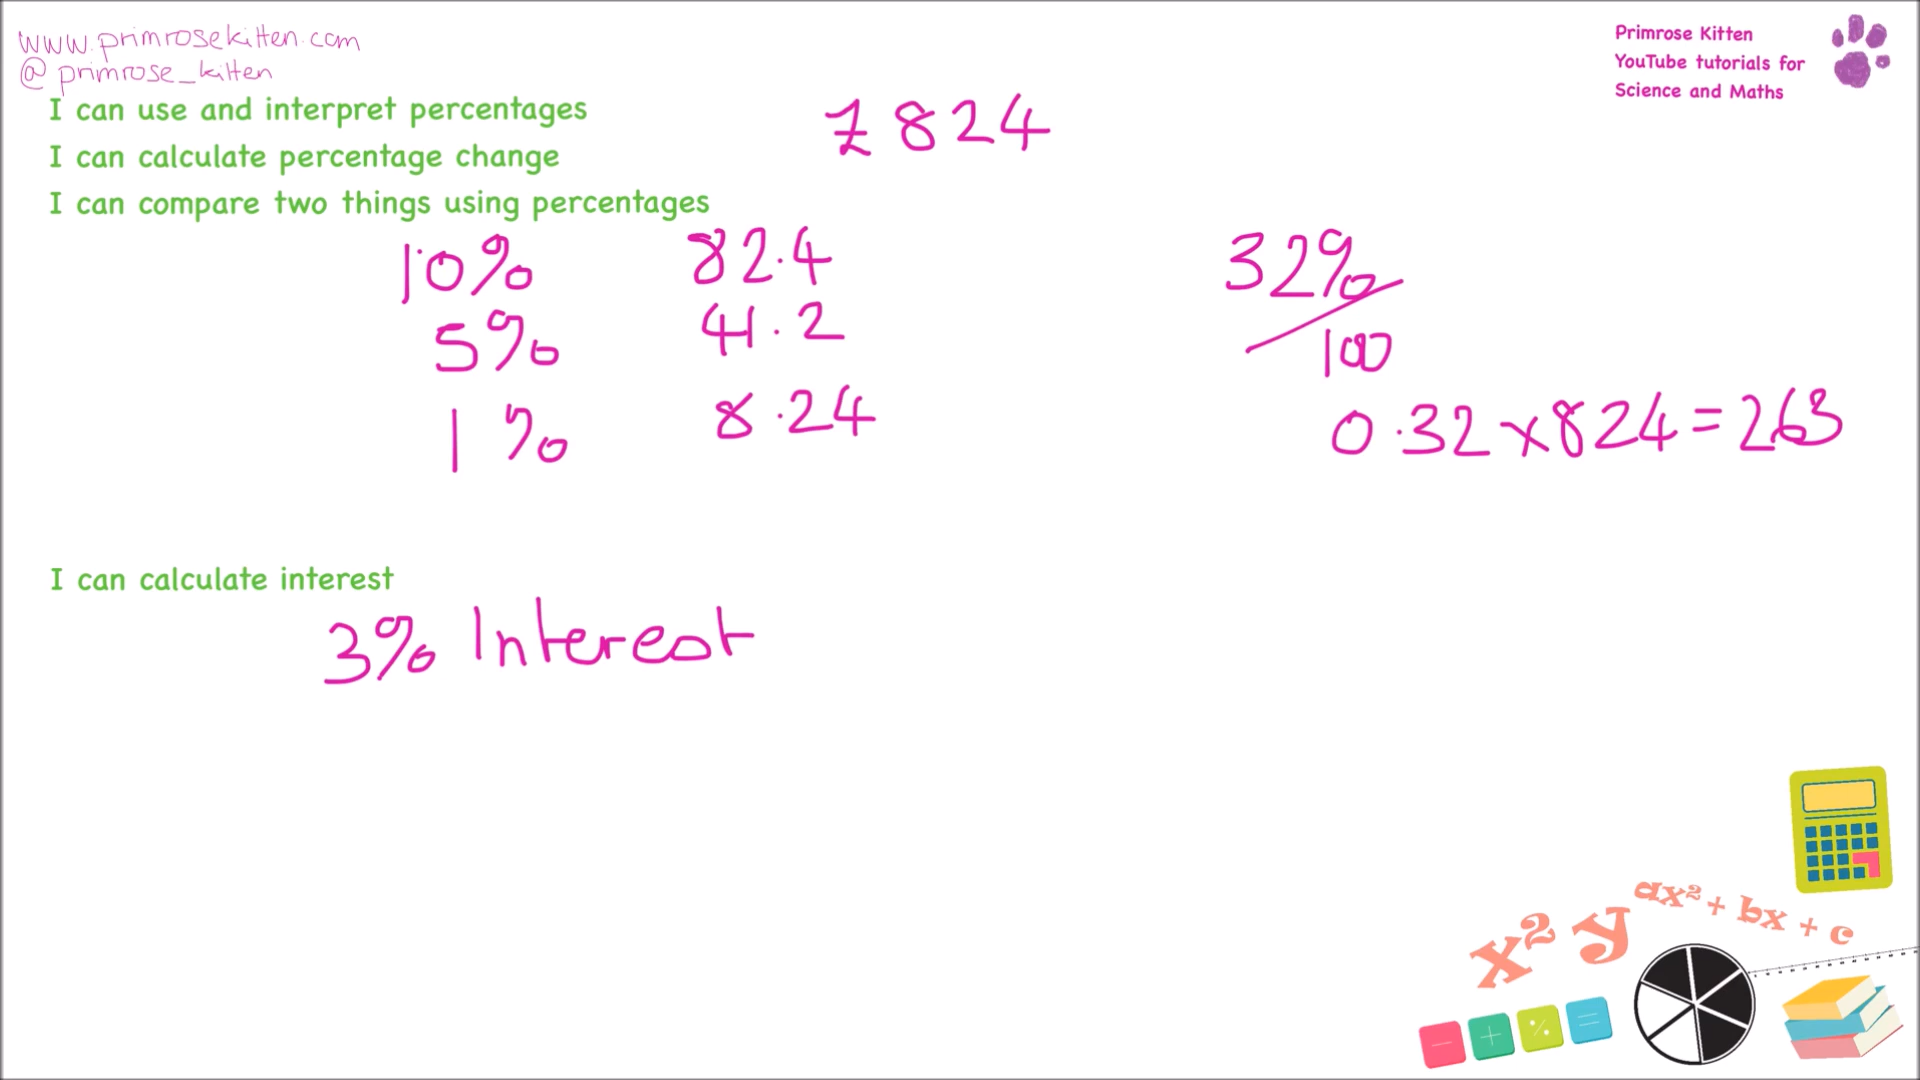 www.primrosekitten.com
@primrose_kitten
Primrose Kitten
YouTube tutorials for
Science and Maths
I can use and interpret percentages
£824
I can calculate percentage change
I can compare two things using percentages
10% 82.4
5% 41.2
1% 8.24
32%
100
0.32 × 824 = 263
I can calculate interest
3% Interest
ax² + bx + c
x² y
− + % =